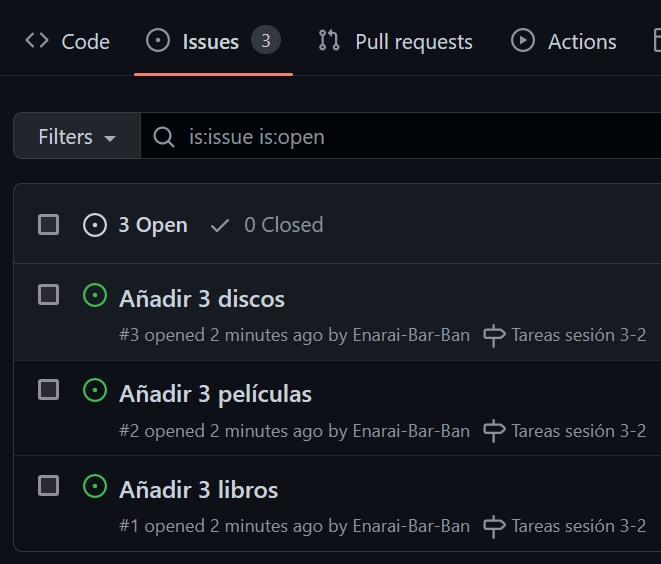 Code Issues 3 Pull requests Actions
Filters is:issue is:open
3 Open 0 Closed
Añadir 3 discos
#3 opened 2 minutes ago by Enarai-Bar-Ban Tareas sesión 3-2
Añadir 3 películas
#2 opened 2 minutes ago by Enarai-Bar-Ban Tareas sesión 3-2
Añadir 3 libros
#1 opened 2 minutes ago by Enarai-Bar-Ban Tareas sesión 3-2